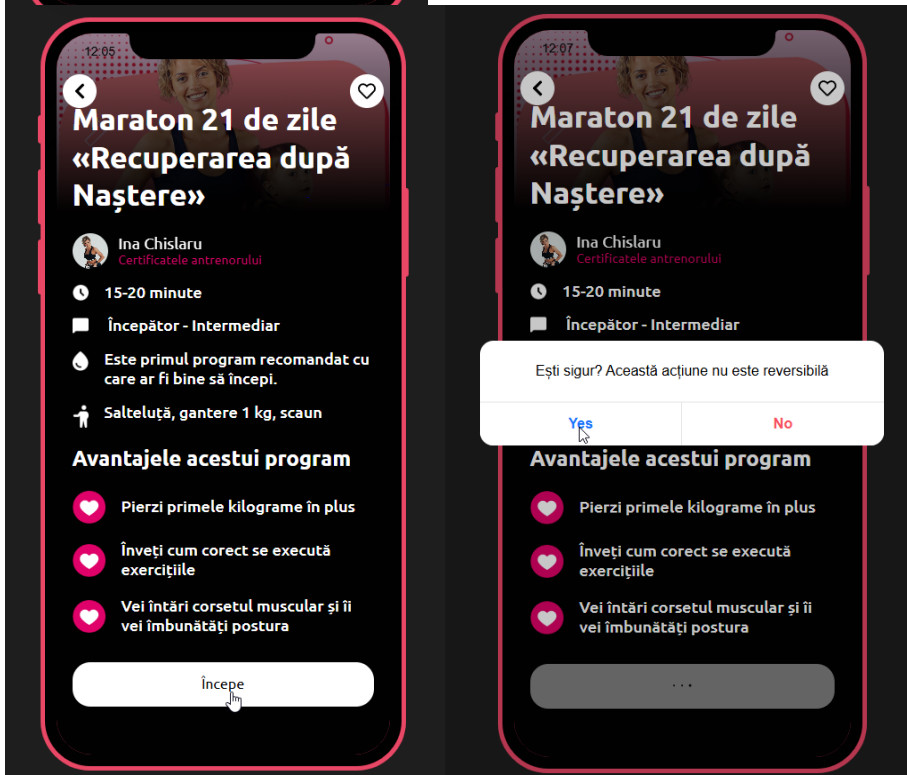 12:05
Maraton 21 de zile
«Recuperarea după
Naștere»
Ina Chislaru
Certificatele antrenorului
15-20 minute
Începător - Intermediar
Este primul program recomandat cu
care ar fi bine să începi.
Salteluță, gantere 1 kg, scaun
Avantajele acestui program
Pierzi primele kilograme în plus
Înveți cum corect se execută
exercițiile
Vei întări corsetul muscular și îi
vei îmbunătăți postura
Începe
12:07
Maraton 21 de zile
«Recuperarea după
Naștere»
Ina Chislaru
Certificatele antrenorului
15-20 minute
Începător - Intermediar
Ești sigur? Această acțiune nu este reversibilă
Yes
No
Avantajele acestui program
Pierzi primele kilograme în plus
Înveți cum corect se execută
exercițiile
Vei întări corsetul muscular și îi
vei îmbunătăți postura
...